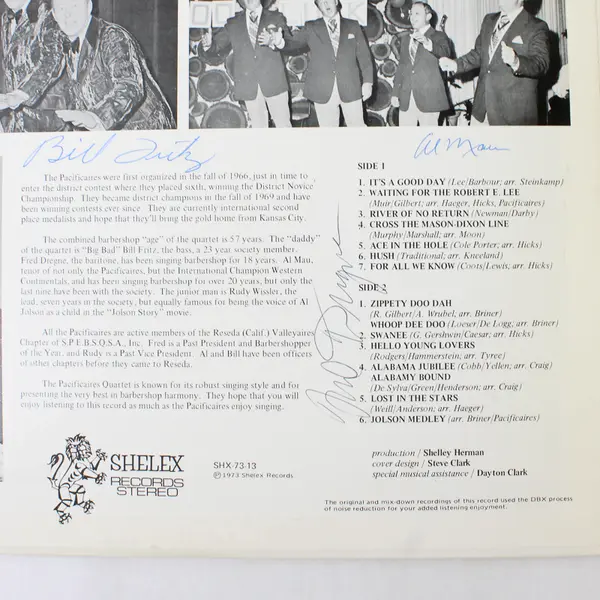 Bill Fritz
Al Mau
The Pacificaires were first organized in the fall of 1966, just in time to
enter the district contest where they placed sixth, winning the District Novice
Championship. They became district champions in the fall of 1969 and have
been winning contests ever since. They are currently international second
place medalists and hope that they'll bring the gold home from Kansas City.
The combined barbershop "age" of the quartet is 57 years. The "daddy"
of the quartet is "Big Bad" Bill Fritz, the bass, a 23 year society member.
Fred Dregne, the baritone, has been singing barbershop for 18 years. Al Mau,
tenor of not only the Pacificaires, but the International Champion Western
Continentals, and has been singing barbershop for over 20 years, but only the
last nine have been with the society. The junior man is Rudy Wissler, the
lead, seven years in the society, but equally famous for being the voice of Al
Jolson as a child in the "Jolson Story" movie.
All the Pacificaires are active members of the Reseda (Calif.) Valleyaires
Chapter of S.P.E.B.S.Q.S.A., Inc. Fred is a Past President and Barbershopper
of the Year, and Rudy is a Past Vice President. Al and Bill have been officers
of other chapters before they came to Reseda.
The Pacificaires Quartet is known for its robust singing style and for
presenting the very best in barbershop harmony. They hope that you will
enjoy listening to this record as much as the Pacificaires enjoy singing.
SHELEX
RECORDS
STEREO
SHX-73-13
Ⓟ1973 Shelex Records
SIDE 1
1. IT'S A GOOD DAY (Lee/Barbour; arr. Steinkamp)
2. WAITING FOR THE ROBERT E. LEE
(Muir/Gilbert; arr. Haeger, Hicks, Pacificaires)
3. RIVER OF NO RETURN (Newman/Darby)
4. CROSS THE MASON-DIXON LINE
(Murphy/Marshall; arr. Moon)
5. ACE IN THE HOLE (Cole Porter; arr. Hicks)
6. HUSH (Traditional; arr. Kneeland)
7. FOR ALL WE KNOW (Coots/Lewis; arr. Hicks)
SIDE 2
1. ZIPPETY DOO DAH
(R. Gilbert/A. Wrubel, arr. Briner)
WHOOP DEE DOO (Loeser/De Logg; arr. Briner)
2. SWANEE (G. Gershwin/Caesar; arr. Hicks)
3. HELLO YOUNG LOVERS
(Rodgers/Hammerstein; arr. Tyree)
4. ALABAMA JUBILEE (Cobb/Yellen; arr. Craig)
ALABAMY BOUND
(De Sylva/Green/Henderson; arr. Craig)
5. LOST IN THE STARS
(Weill/Anderson; arr. Haeger)
6. JOLSON MEDLEY (arr. Briner/Pacificaires)
production / Shelley Herman
cover design / Steve Clark
special musical assistance / Dayton Clark
The original and mix-down recordings of this record used the DBX process
of noise reduction for your added listening enjoyment.